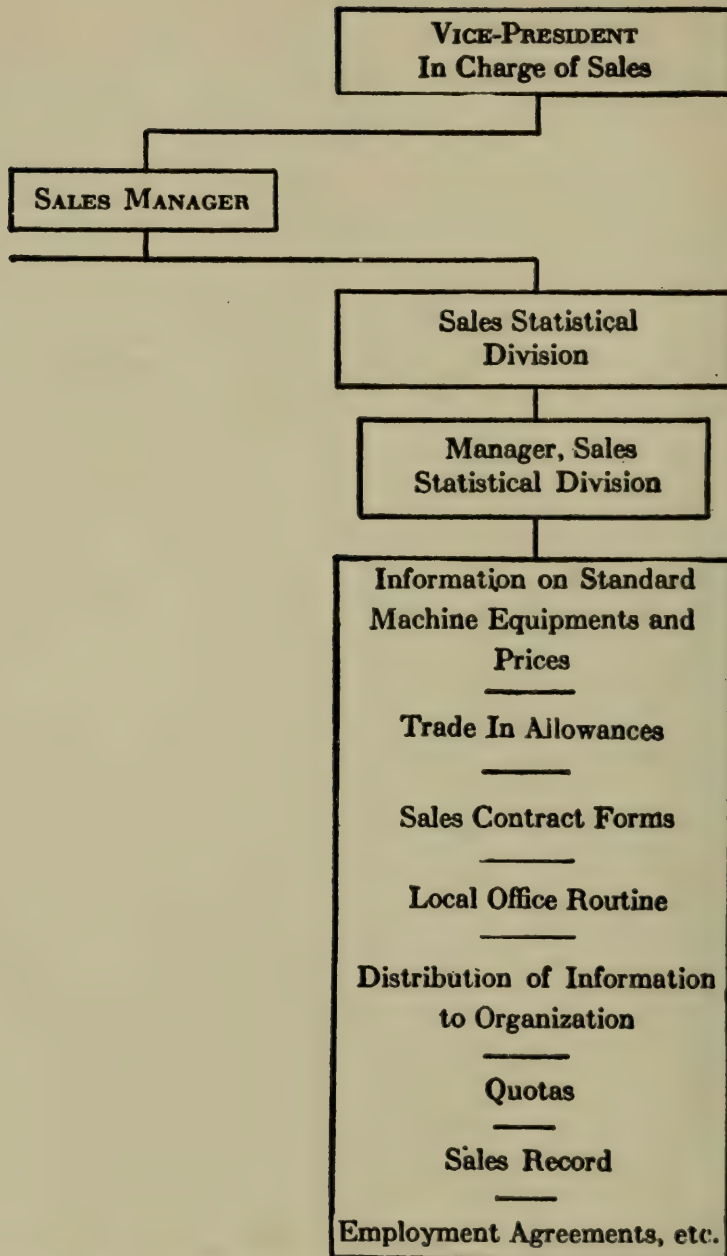 VICE-PRESIDENT
In Charge of Sales
SALES MANAGER
Sales Statistical
Division
Manager, Sales
Statistical Division
Information on Standard
Machine Equipments and
Prices
Trade In Allowances
Sales Contract Forms
Local Office Routine
Distribution of Information
to Organization
Quotas
Sales Record
Employment Agreements, etc.